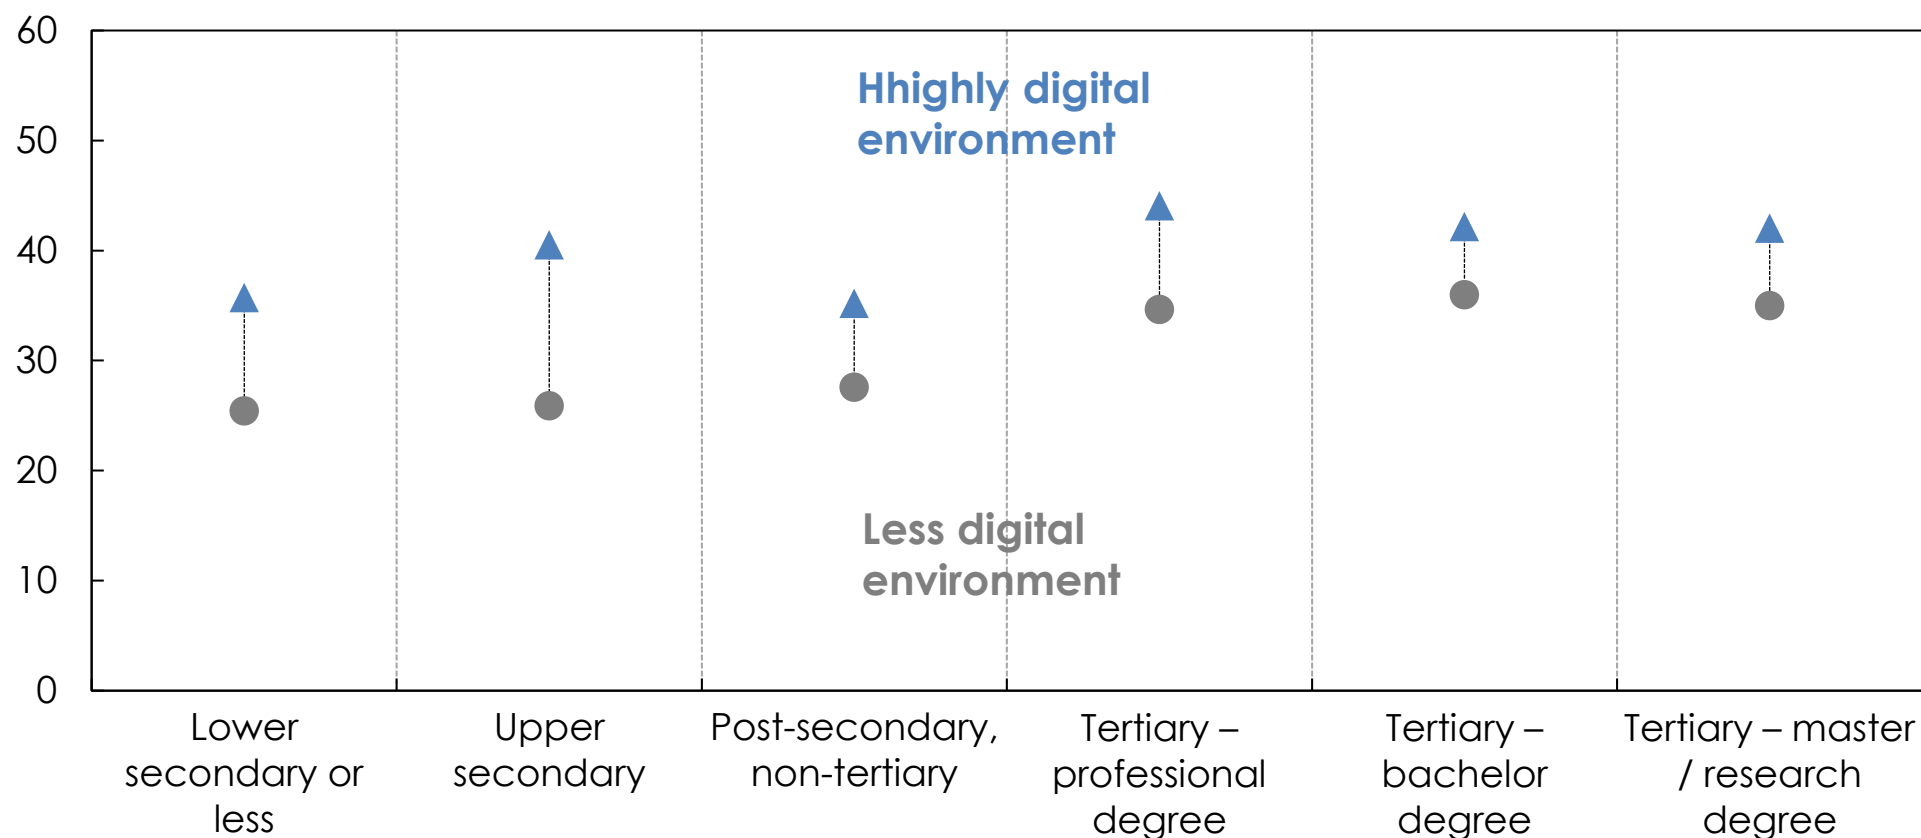 60
50
40
30
20
10
0
Hhighly digital
environment
Less digital
environment
Lower
secondary or
less
Upper
secondary
Post-secondary,
non-tertiary
Tertiary –
professional
degree
Tertiary –
bachelor
degree
Tertiary – master
/ research
degree